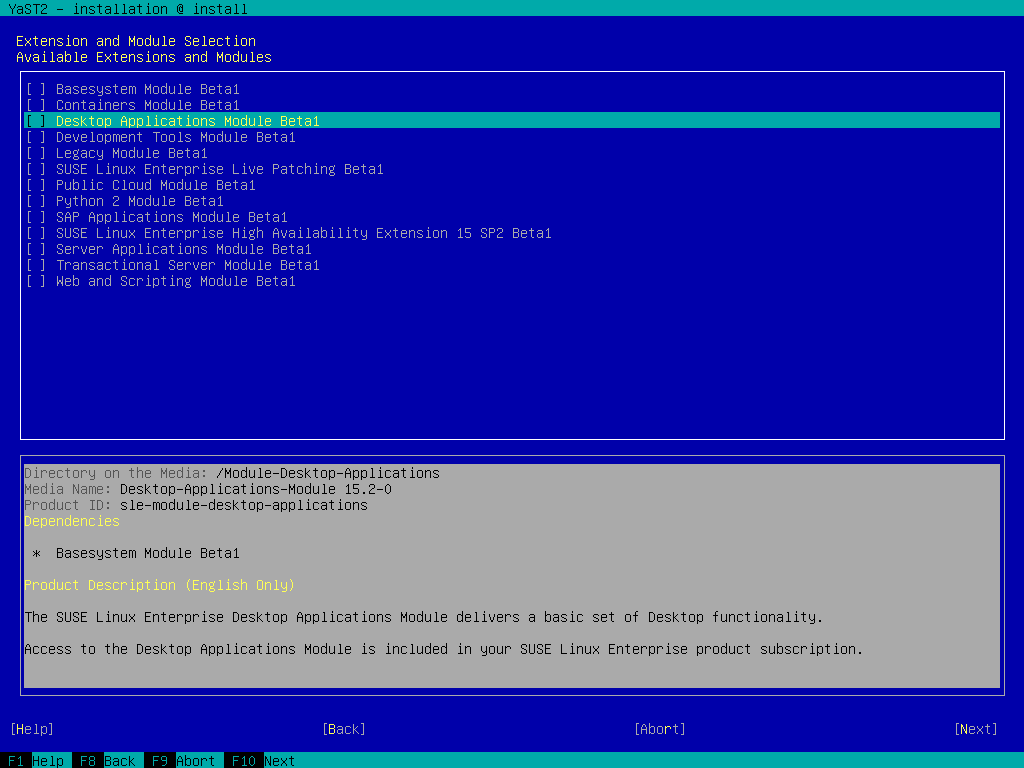 YaST2 - installation @ install
Extension and Module Selection
Available Extensions and Modules
[ ] Basesystem Module Beta1
[ ] Containers Module Beta1
[ ] Desktop Applications Module Beta1
[ ] Development Tools Module Beta1
[ ] Legacy Module Beta1
[ ] SUSE Linux Enterprise Live Patching Beta1
[ ] Public Cloud Module Beta1
[ ] Python 2 Module Beta1
[ ] SAP Applications Module Beta1
[ ] SUSE Linux Enterprise High Availability Extension 15 SP2 Beta1
[ ] Server Applications Module Beta1
[ ] Transactional Server Module Beta1
[ ] Web and Scripting Module Beta1
Directory on the Media: /Module-Desktop-Applications
Media Name: Desktop-Applications-Module 15.2-0
Product ID: sle-module-desktop-applications
Dependencies
* Basesystem Module Beta1
Product Description (English Only)
The SUSE Linux Enterprise Desktop Applications Module delivers a basic set of Desktop functionality.
Access to the Desktop Applications Module is included in your SUSE Linux Enterprise product subscription.
[Help] [Back] [Abort] [Next]
F1 Help F8 Back F9 Abort F10 Next